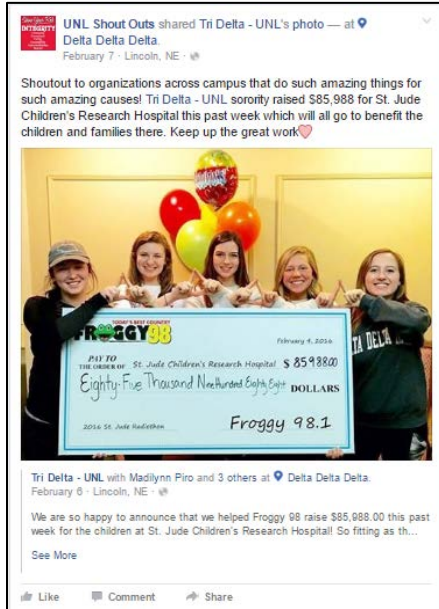 INTEGRITY
UNL Shout Outs shared Tri Delta - UNL's photo — at
Delta Delta Delta.
February 7 · Lincoln, NE ·
Shoutout to organizations across campus that do such amazing things for
such amazing causes! Tri Delta - UNL sorority raised $85,988 for St. Jude
Children's Research Hospital this past week which will all go to benefit the
children and families there. Keep up the great work
TODAY'S BEST COUNTRY
FROGGY 98
February 4, 2016
PAY TO
THE ORDER OF St. Jude Children's Research Hospital $ 85988.00
Eighty-Five Thousand Nine Hundred Eighty Eight DOLLARS
2016 St. Jude Radiothon
Froggy 98.1
TA DELTA
Tri Delta - UNL with Madilynn Piro and 3 others at Delta Delta Delta.
February 6 · Lincoln, NE ·
We are so happy to announce that we helped Froggy 98 raise $85,988.00 this past
week for the children at St. Jude Children's Research Hospital! So fitting as th...
See More
Like Comment Share